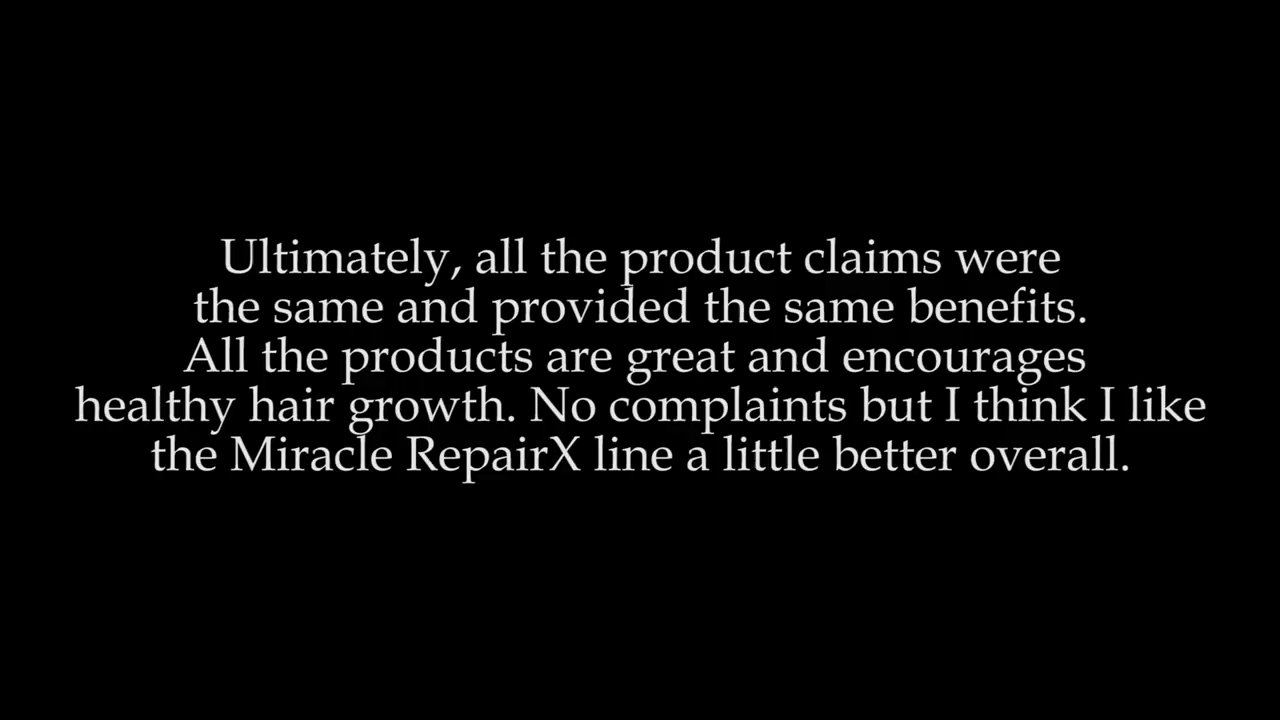 Ultimately, all the product claims were
the same and provided the same benefits.
All the products are great and encourages
healthy hair growth. No complaints but I think I like
the Miracle RepairX line a little better overall.